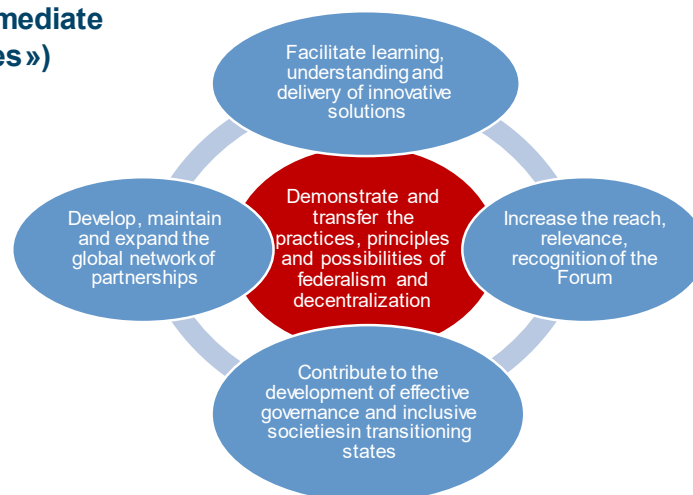 mediate
es»)
Facilitate learning,
understanding and
delivery of innovative
solutions
Develop, maintain
and expand the
global network of
partnerships
Demonstrate and
transfer the
practices, principles
and possibilities of
federalism and
decentralization
Increase the reach,
relevance,
recognition of the
Forum
Contribute to the
development of effective
governance and inclusive
societiesin transitioning
states